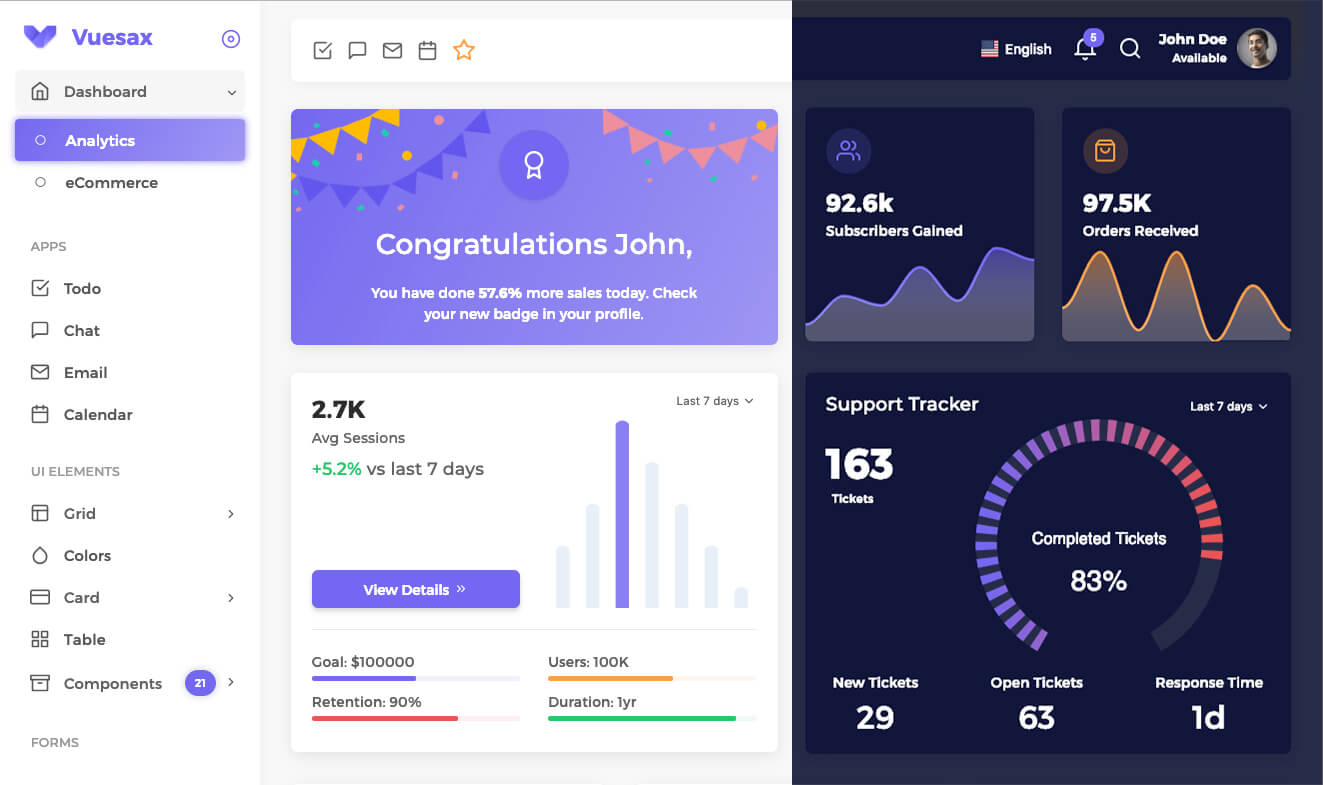 Vuesax
Dashboard
Analytics
eCommerce
APPS
Todo
Chat
Email
Calendar
UI ELEMENTS
Grid
Colors
Card
Table
Components 21
FORMS
English
5
John Doe
Available
Congratulations John,
You have done 57.6% more sales today. Check
your new badge in your profile.
92.6k
Subscribers Gained
97.5K
Orders Received
2.7K
Last 7 days
Avg Sessions
+5.2% vs last 7 days
View Details »
Goal: $100000
Users: 100K
Retention: 90%
Duration: 1yr
Support Tracker
Last 7 days
163
Tickets
Completed Tickets
83%
New Tickets
29
Open Tickets
63
Response Time
1d